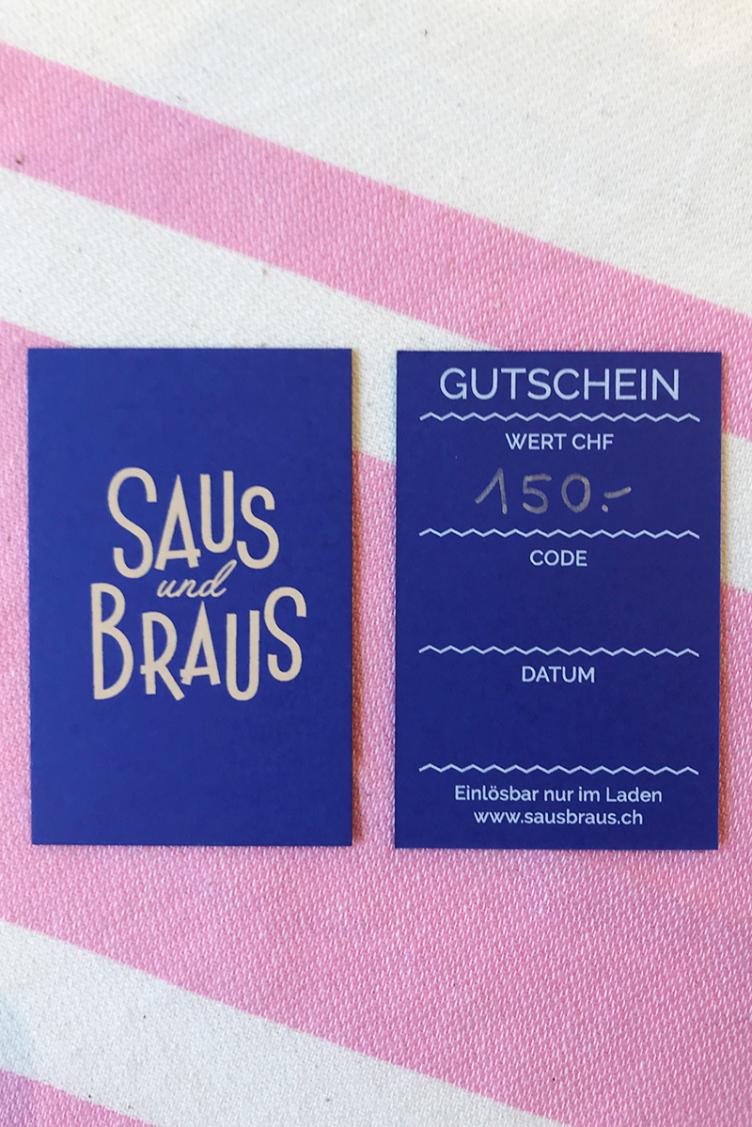 SAUS
und
BRAUS
GUTSCHEIN
WERT CHF
150.-
CODE
DATUM
Einlösbar nur im Laden
www.sausbraus.ch